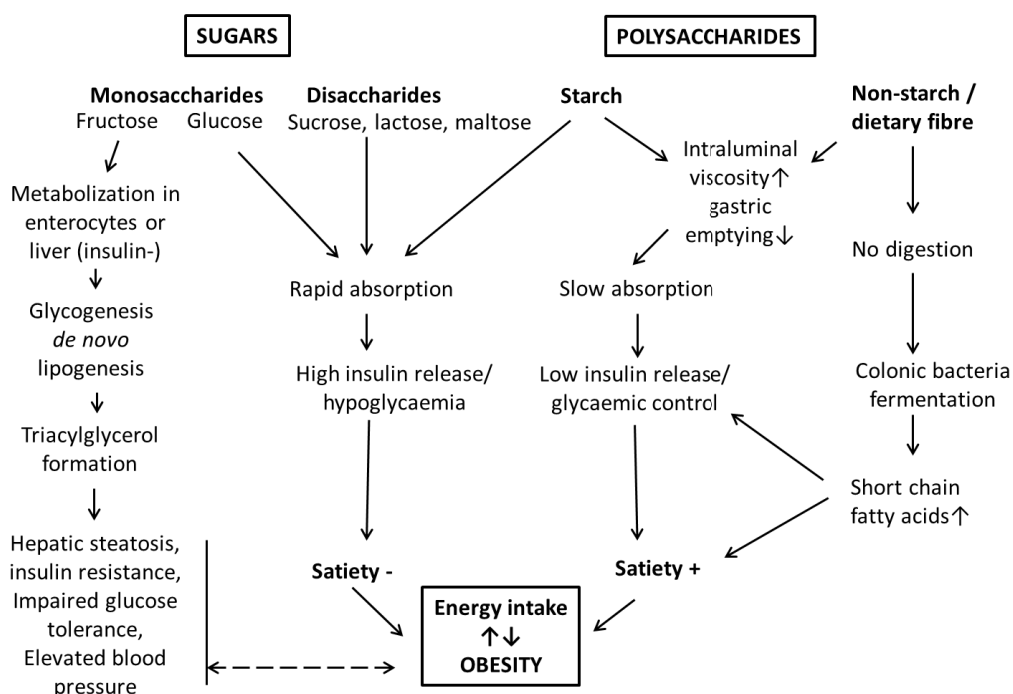 SUGARS
POLYSACCHARIDES
Monosaccharides
Fructose Glucose
Disaccharides
Sucrose, lactose, maltose
Starch
Non-starch /
dietary fibre
Metabolization in
enterocytes or
liver (insulin-)
Glycogenesis
de novo
lipogenesis
Triacylglycerol
formation
Hepatic steatosis,
insulin resistance,
Impaired glucose
tolerance,
Elevated blood
pressure
Rapid absorption
High insulin release/
hypoglycaemia
Satiety -
Intraluminal
viscosity↑
gastric
emptying↓
Slow absorption
Low insulin release/
glycaemic control
Satiety +
No digestion
Colonic bacteria
fermentation
Short chain
fatty acids↑
Energy intake
↑↓
OBESITY